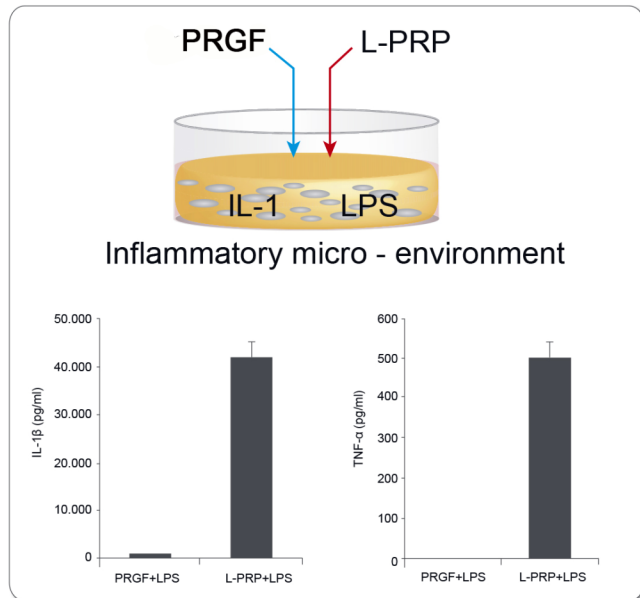 PRGF L-PRP
IL-1 LPS
Inflammatory micro - environment
IL-1β (pg/ml)
50.000
40.000
30.000
20.000
10.000
0
PRGF+LPS L-PRP+LPS
TNF-α (pg/ml)
600
500
400
300
200
100
0
PRGF+LPS L-PRP+LPS